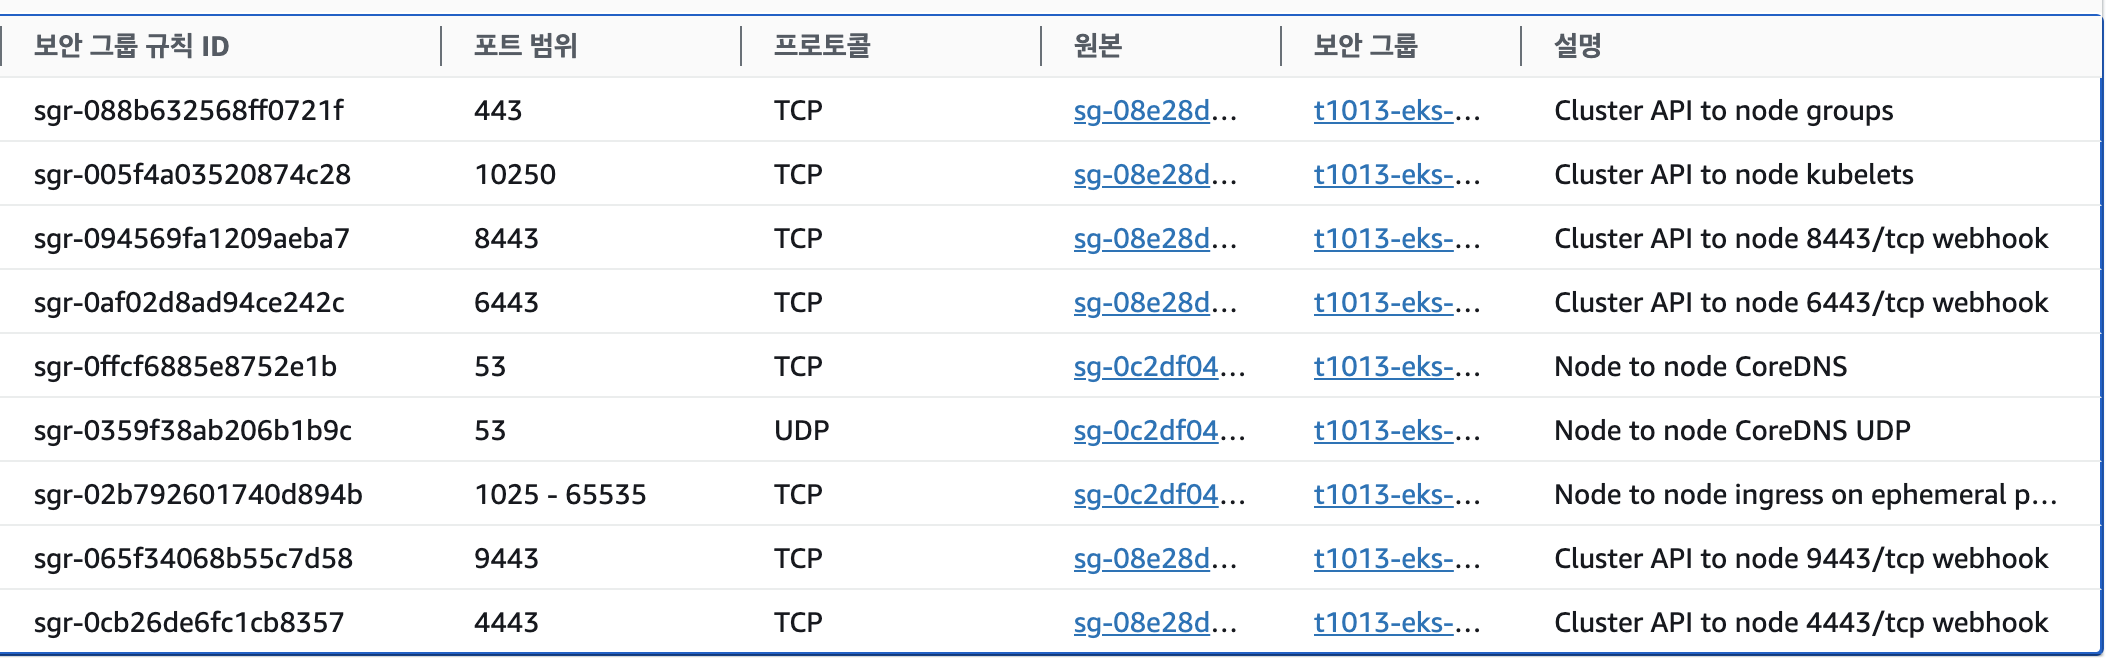 보안 그룹 규칙 ID 포트 범위 프로토콜 원본 보안 그룹 설명
sgr-088b632568ff0721f 443 TCP sg-08e28d... t1013-eks-... Cluster API to node groups
sgr-005f4a03520874c28 10250 TCP sg-08e28d... t1013-eks-... Cluster API to node kubelets
sgr-094569fa1209aeba7 8443 TCP sg-08e28d... t1013-eks-... Cluster API to node 8443/tcp webhook
sgr-0af02d8ad94ce242c 6443 TCP sg-08e28d... t1013-eks-... Cluster API to node 6443/tcp webhook
sgr-0ffcf6885e8752e1b 53 TCP sg-0c2df04... t1013-eks-... Node to node CoreDNS
sgr-0359f38ab206b1b9c 53 UDP sg-0c2df04... t1013-eks-... Node to node CoreDNS UDP
sgr-02b792601740d894b 1025 - 65535 TCP sg-0c2df04... t1013-eks-... Node to node ingress on ephemeral p...
sgr-065f34068b55c7d58 9443 TCP sg-08e28d... t1013-eks-... Cluster API to node 9443/tcp webhook
sgr-0cb26de6fc1cb8357 4443 TCP sg-08e28d... t1013-eks-... Cluster API to node 4443/tcp webhook